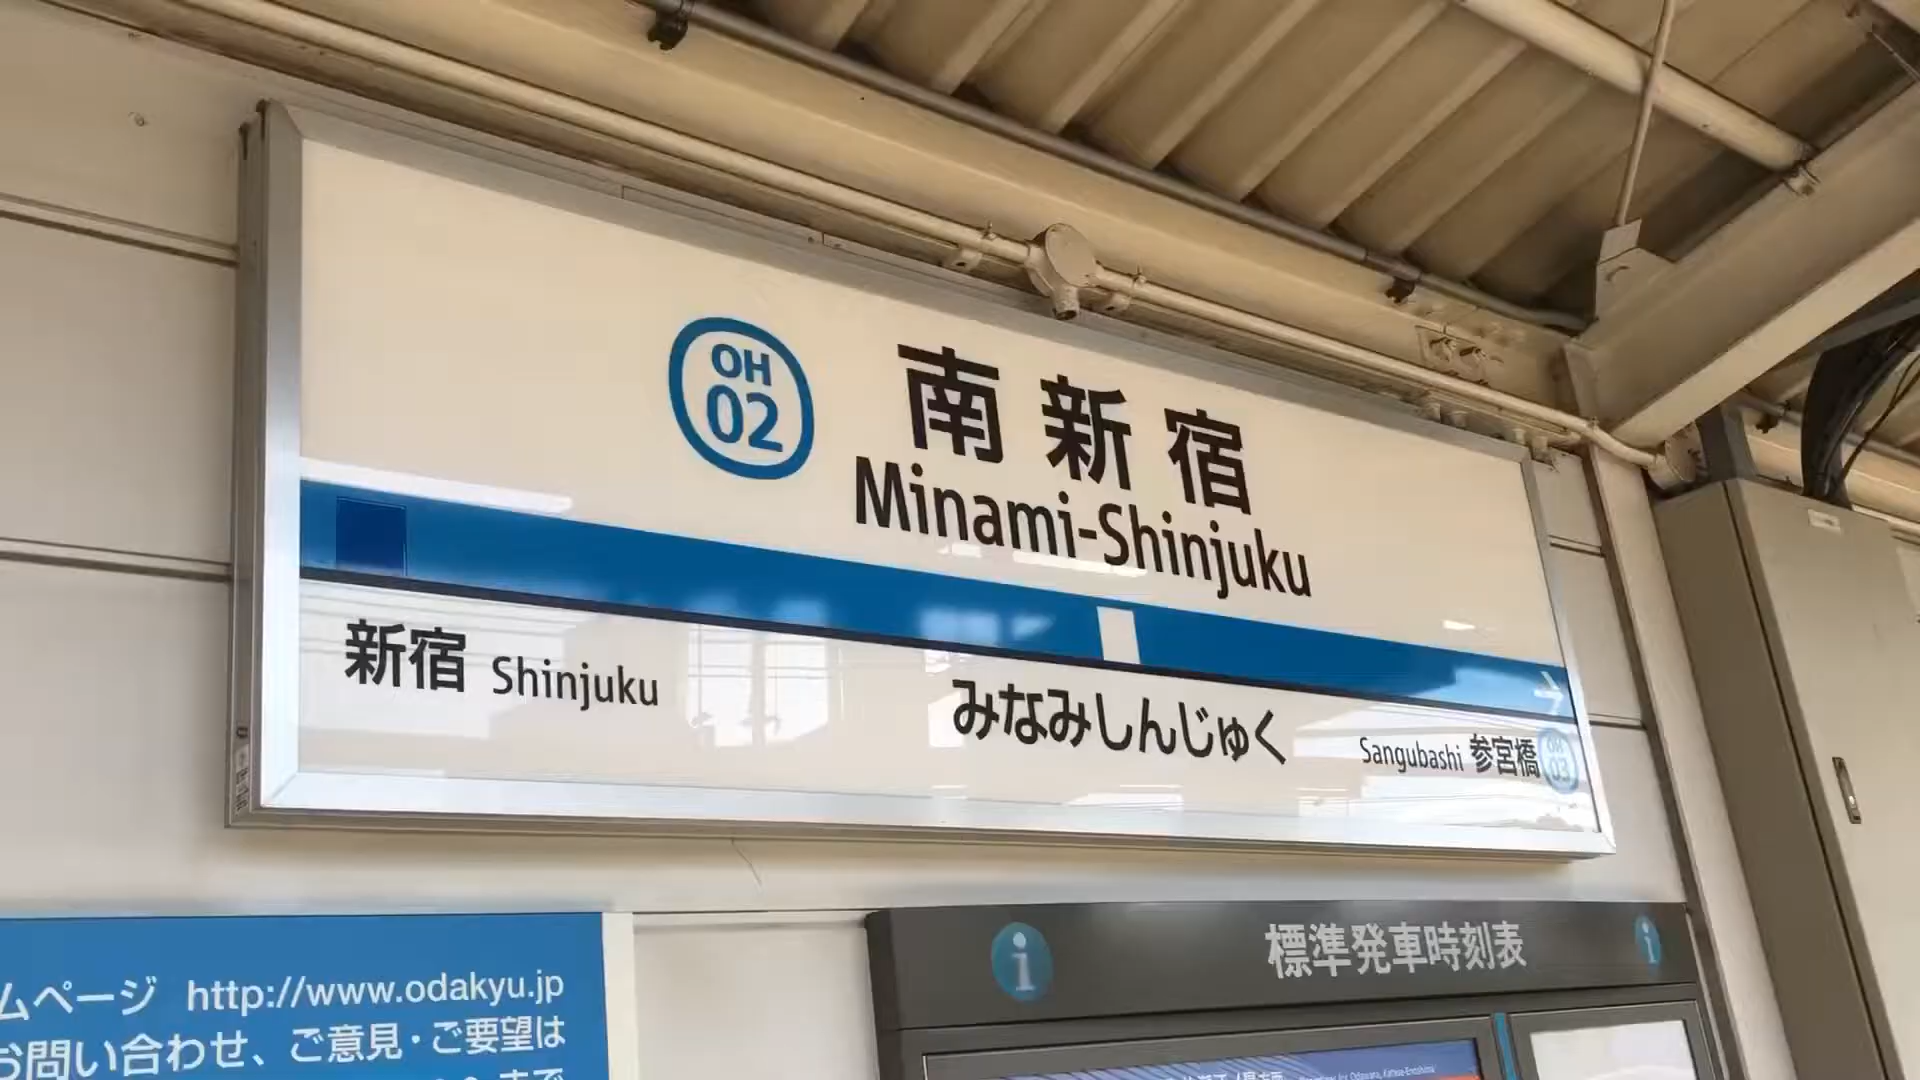 OH
02
南新宿
Minami-Shinjuku
新宿 Shinjuku
みなみしんじゅく
Sangubashi 参宮橋 OH 03
標準発車時刻表
ムページ http://www.odakyu.jp
お問い合わせ、ご意見・ご要望は